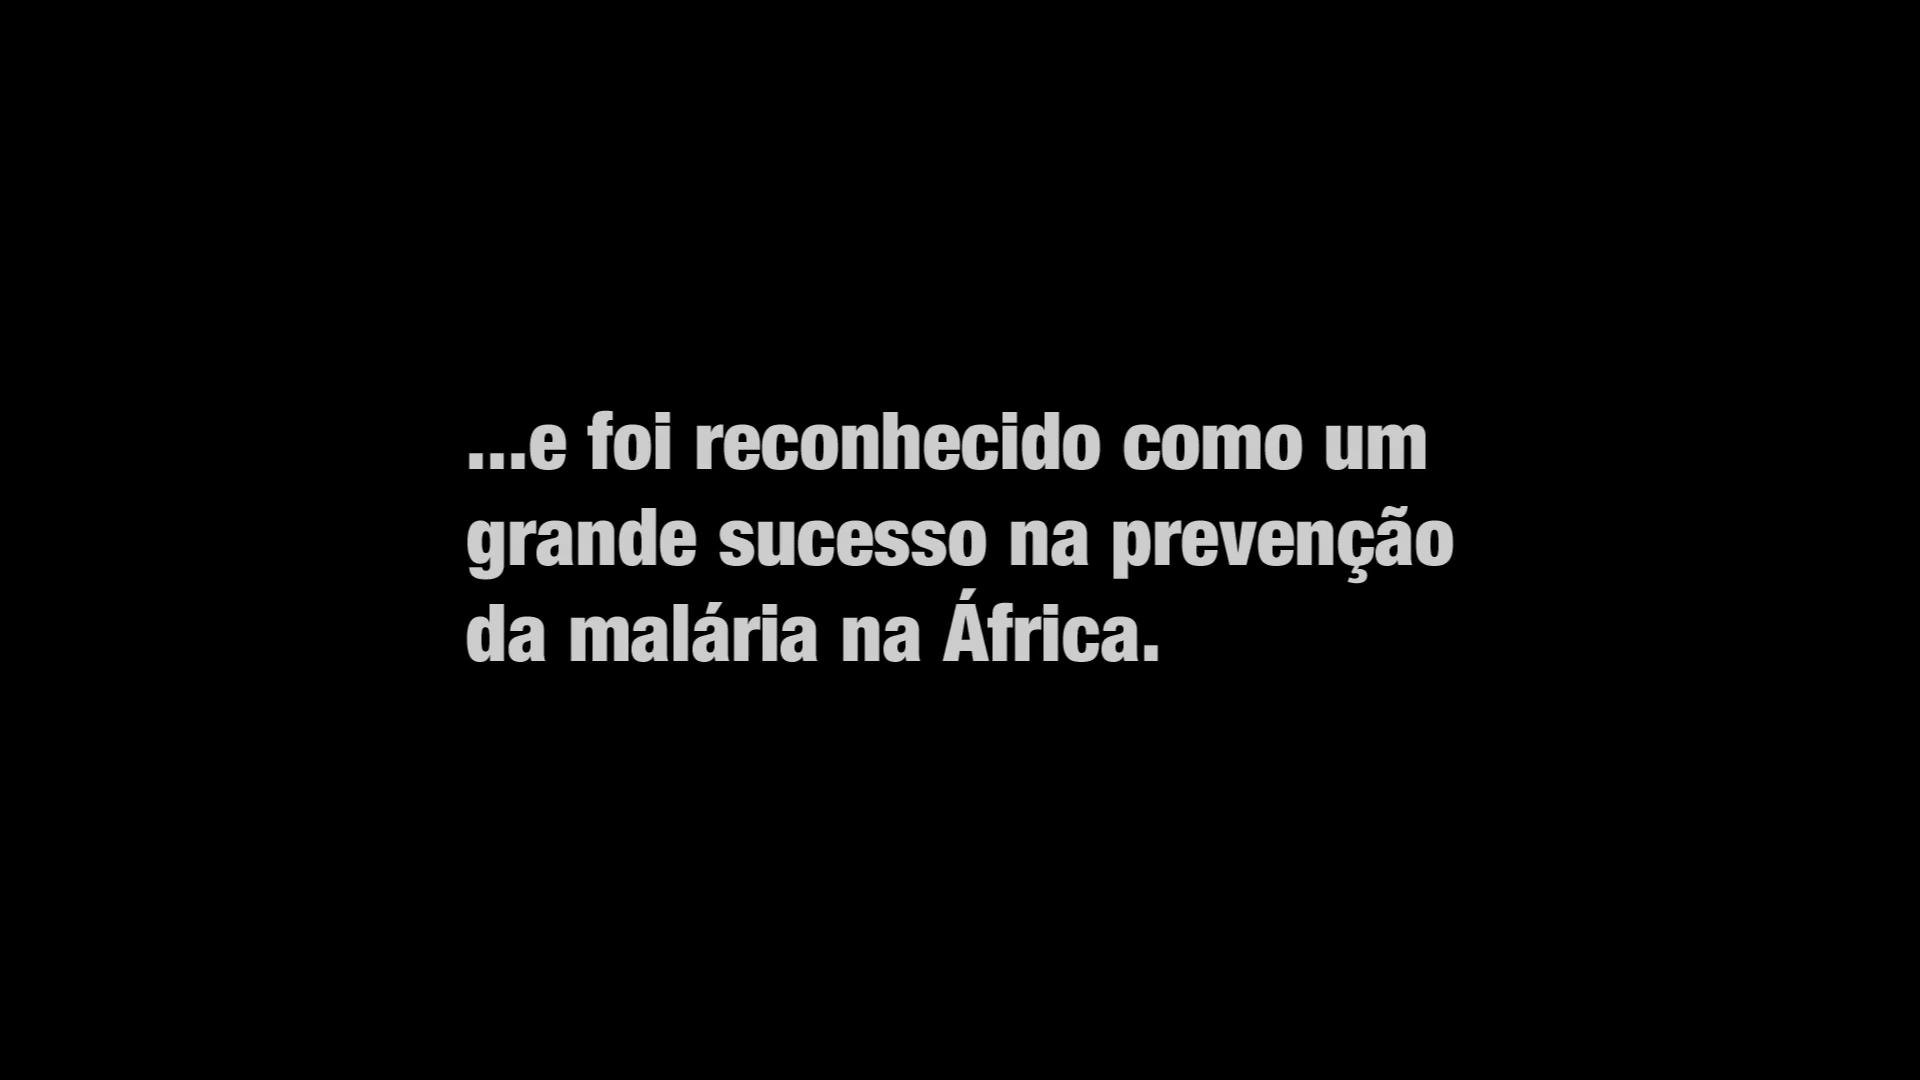 ...e foi reconhecido como um
grande sucesso na prevenção
da malária na África.